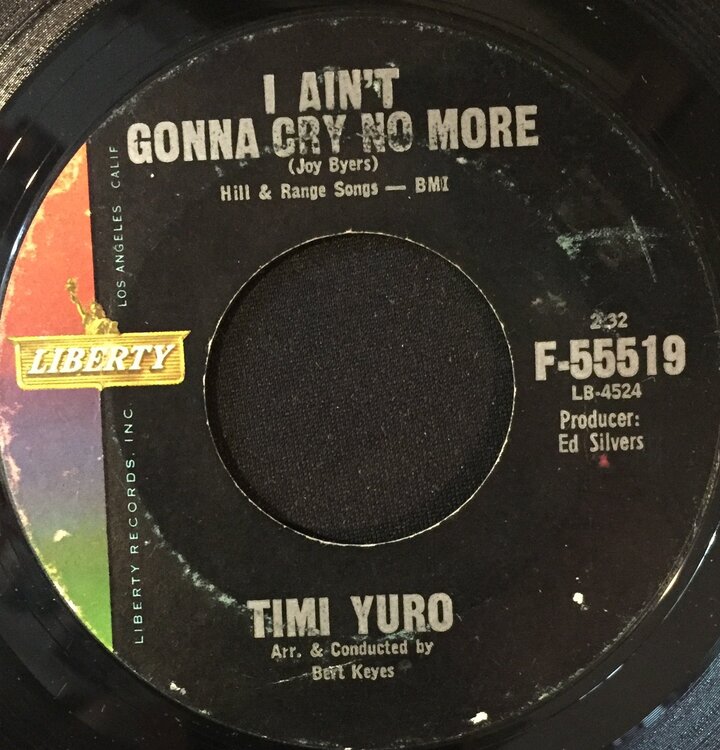 I AIN'T
GONNA CRY NO MORE
(Joy Byers)
Hill & Range Songs — BMI
LIBERTY
LIBERTY RECORDS, INC. LOS ANGELES CALIF
2:32
F-55519
LB-4524
Producer:
Ed Silvers
TIMI YURO
Arr. & Conducted by
Bert Keyes